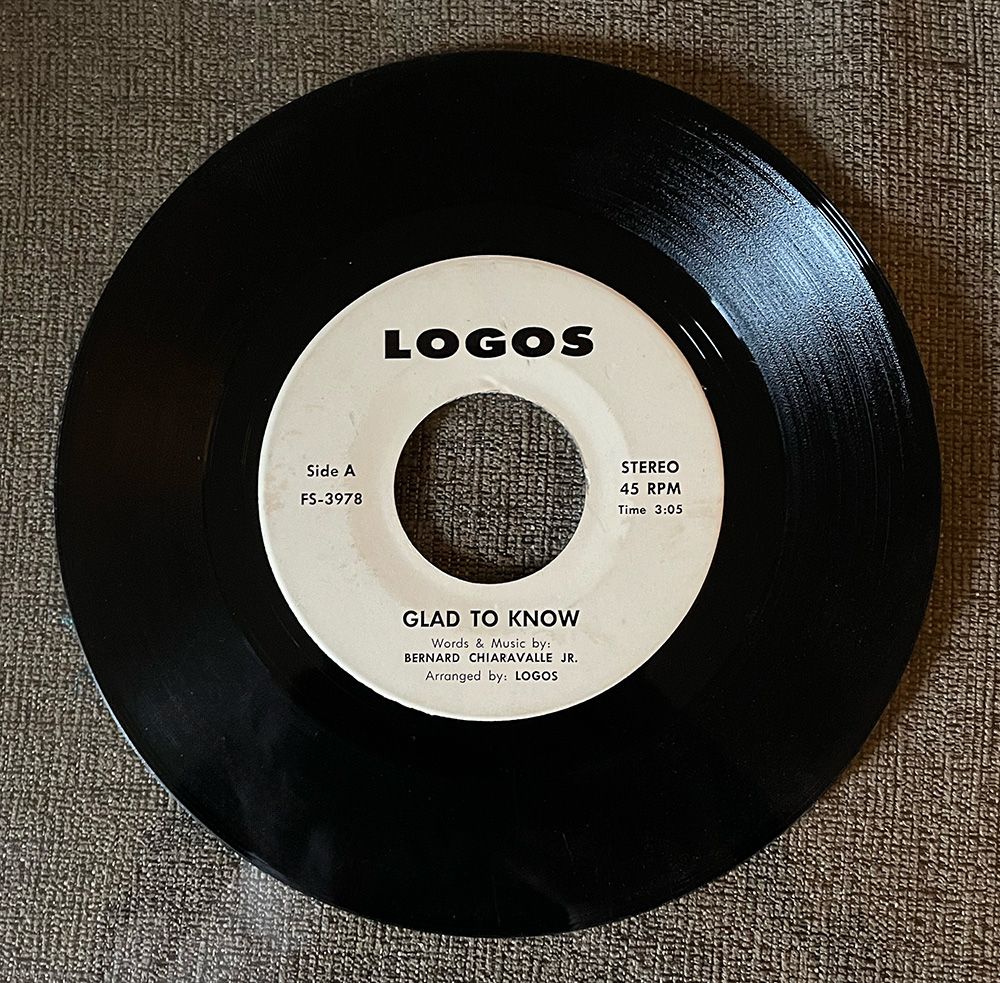 LOGOS
Side A
FS-3978
STEREO
45 RPM
Time 3:05
GLAD TO KNOW
Words & Music by:
BERNARD CHIARAVALLE JR.
Arranged by: LOGOS